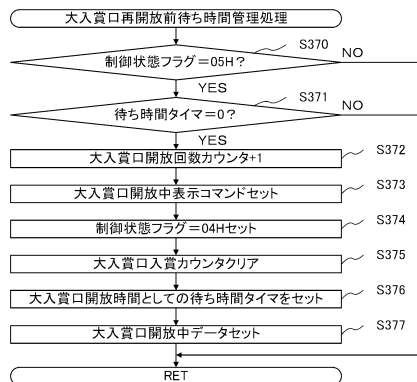 大入賞口再開放前待ち時間管理処理
S370
制御状態フラグ=05H?
NO
YES
S371
待ち時間タイマ=0?
NO
YES
大入賞口開放回数カウンタ+1
S372
大入賞口開放中表示コマンドセット
S373
制御状態フラグ=04Hセット
S374
大入賞口入賞カウンタクリア
S375
大入賞口開放時間としての待ち時間タイマをセット
S376
大入賞口開放中データセット
S377
RET